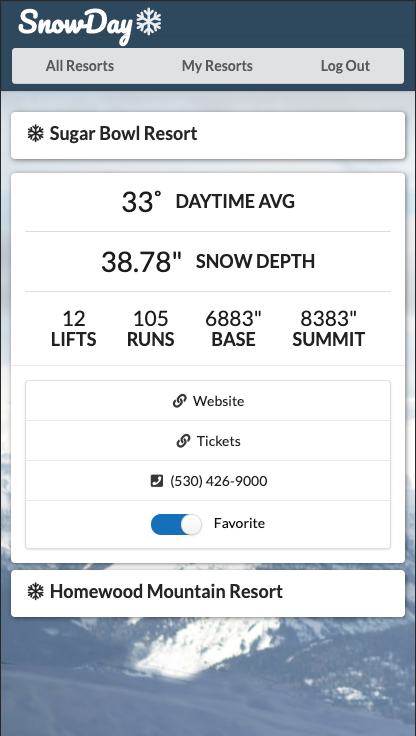 SnowDay
All Resorts My Resorts Log Out
Sugar Bowl Resort
33° DAYTIME AVG
38.78" SNOW DEPTH
12 105 6883" 8383"
LIFTS RUNS BASE SUMMIT
Website
Tickets
(530) 426-9000
Favorite
Homewood Mountain Resort